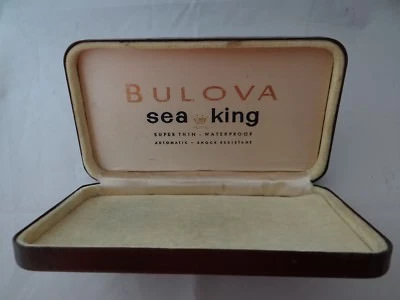 BULOVA
sea king
SUPER THIN - WATERPROOF
AUTOMATIC - SHOCK RESISTANT